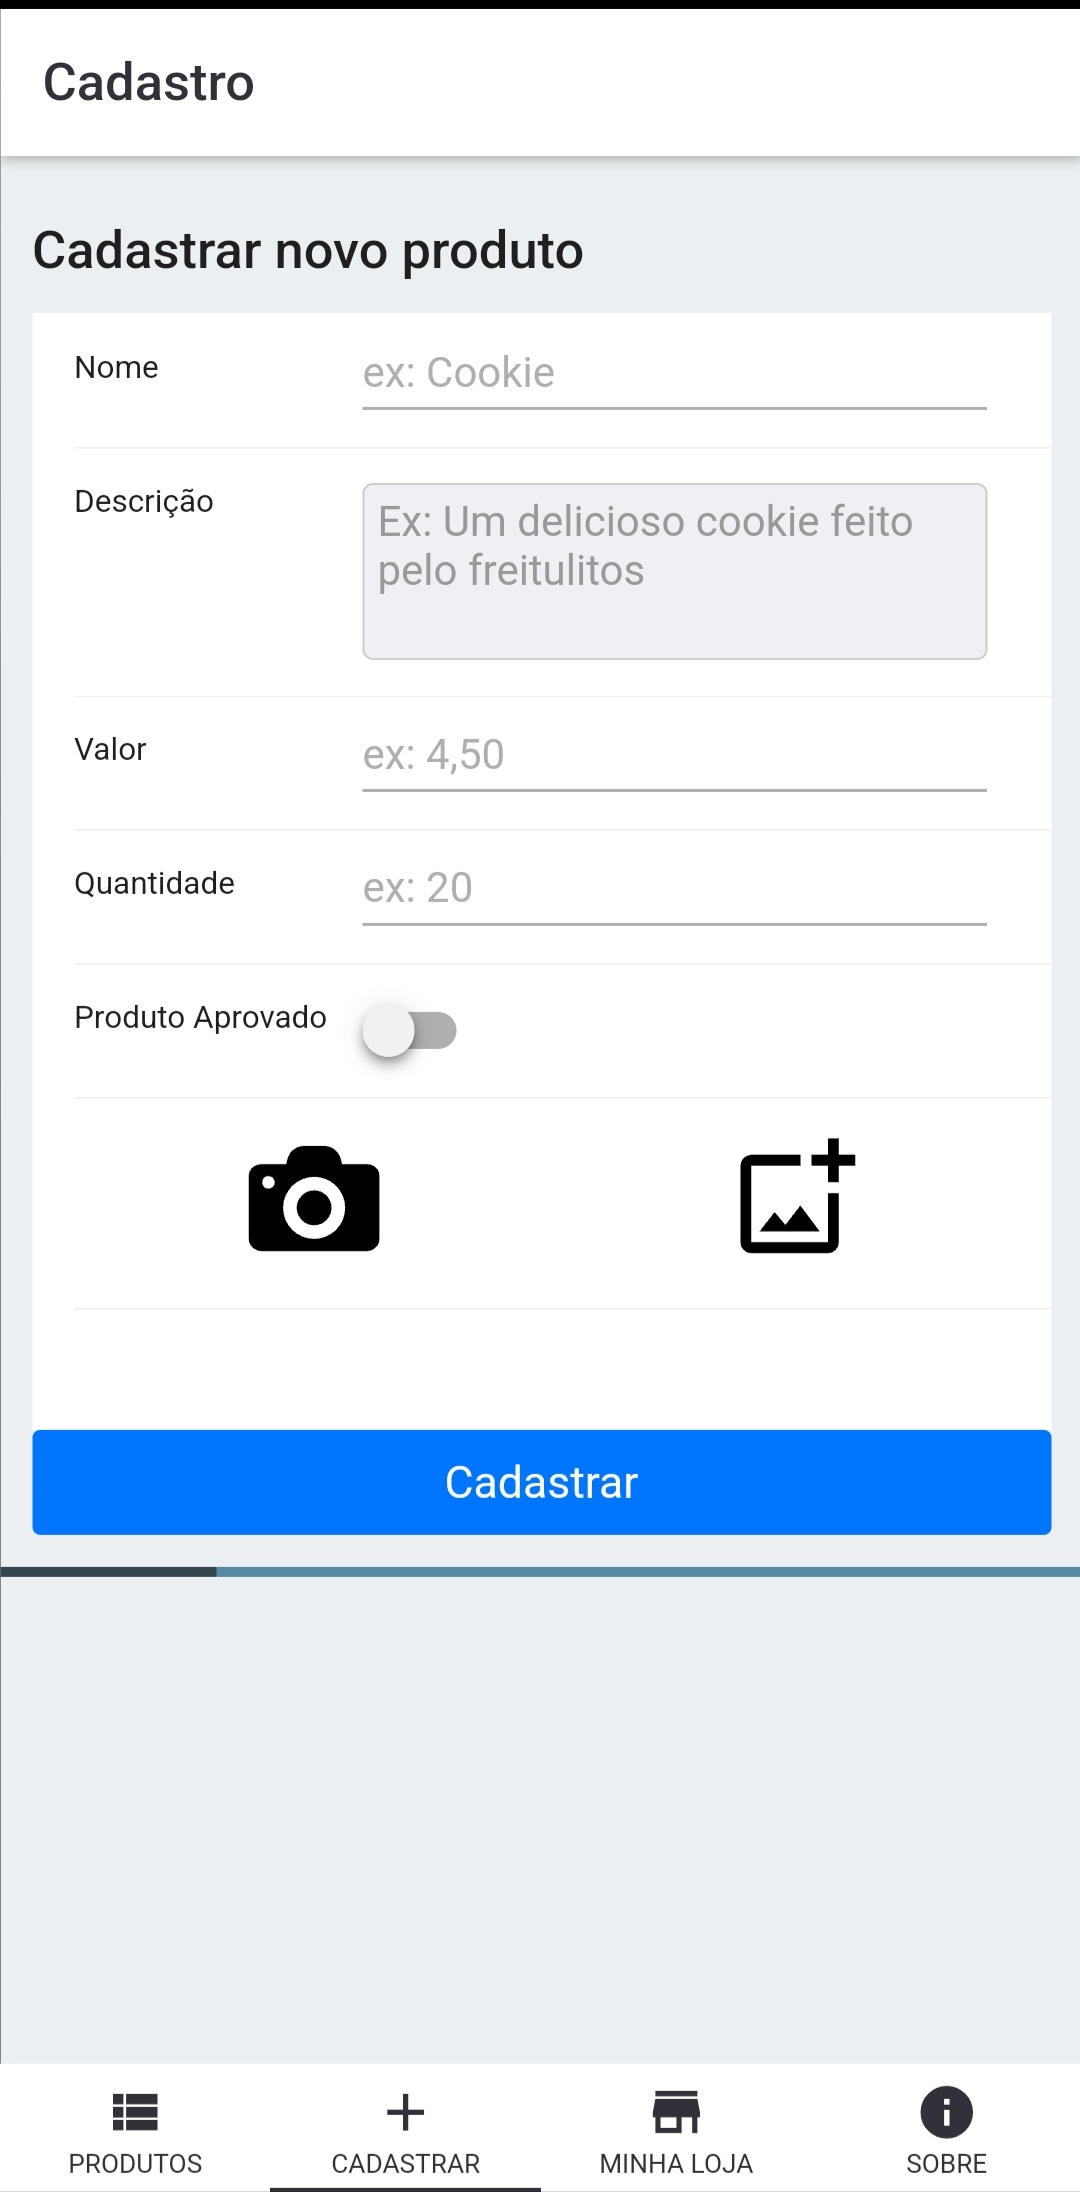 Cadastro
Cadastrar novo produto
Nome
ex: Cookie
Descrição
Ex: Um delicioso cookie feito
pelo freitulitos
Valor
ex: 4,50
Quantidade
ex: 20
Produto Aprovado
Cadastrar
PRODUTOS
CADASTRAR
MINHA LOJA
SOBRE